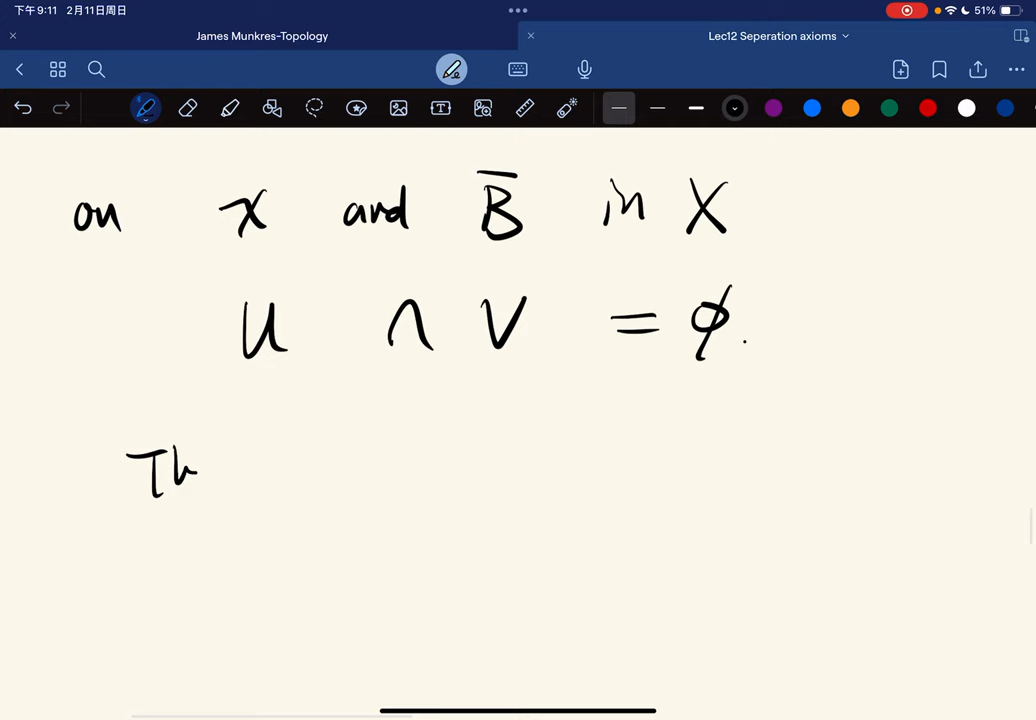 下午9:11 2月11日周日 51%
James Munkres-Topology
Lec12 Seperation axioms
T
on x and B̅ in X
U ∩ V = ϕ.
Th